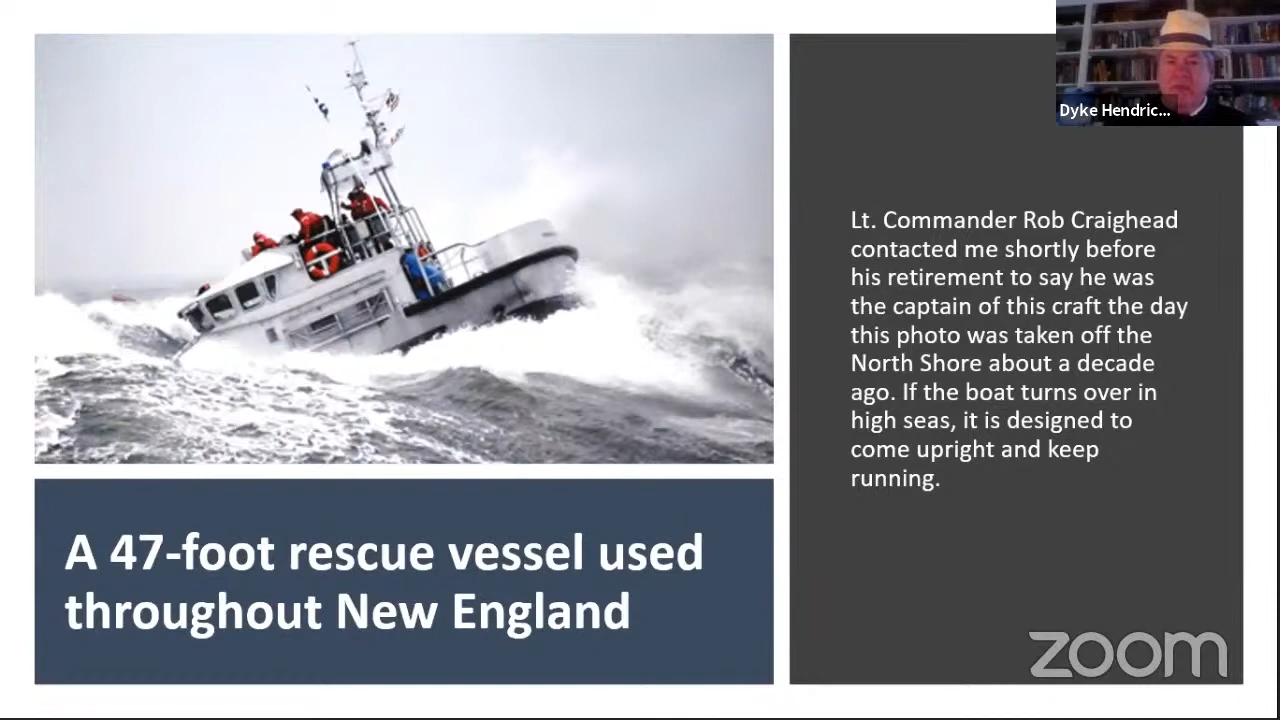 Dyke Hendric...
Lt. Commander Rob Craighead
contacted me shortly before
his retirement to say he was
the captain of this craft the day
this photo was taken off the
North Shore about a decade
ago. If the boat turns over in
high seas, it is designed to
come upright and keep
running.
A 47-foot rescue vessel used
throughout New England
zoom